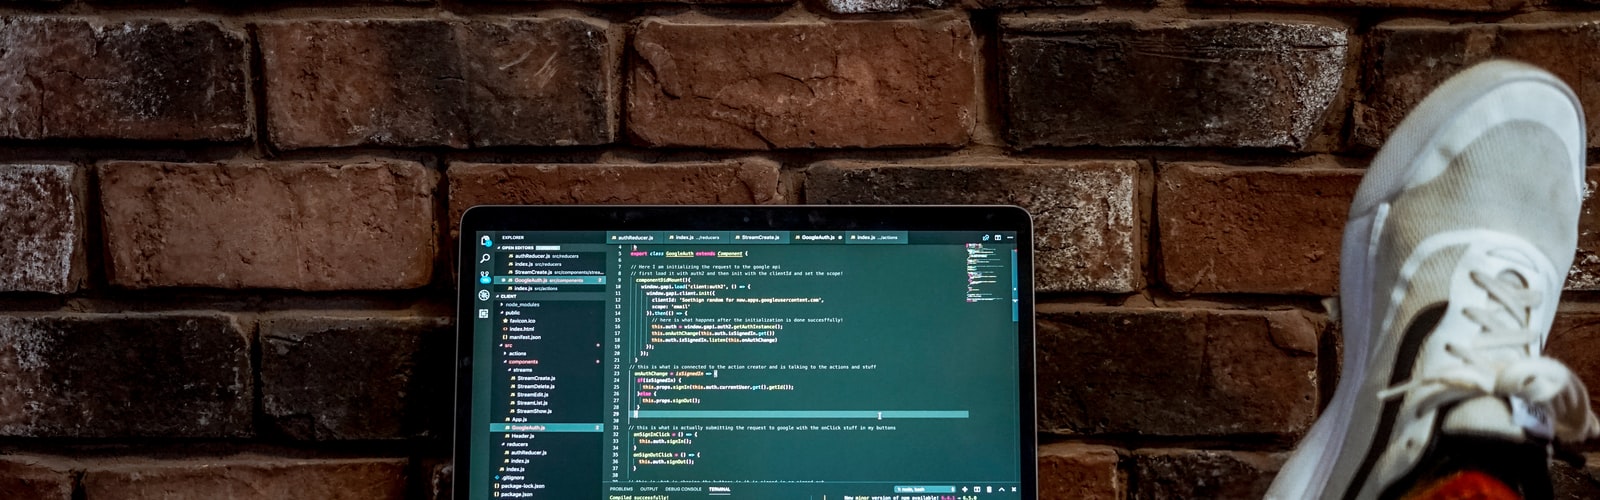 EXPLORER
OPEN EDITORS
authReducer.js src/reducers
index.js src/reducers
StreamCreate.js src/components/strea...
GoogleAuth.js src/components
index.js src/actions
CLIENT
node_modules
public
favicon.ico
index.html
manifest.json
src
actions
components
streams
StreamCreate.js
StreamDelete.js
StreamEdit.js
StreamList.js
StreamShow.js
App.js
GoogleAuth.js
Header.js
reducers
authReducer.js
index.js
index.js
.gitignore
package-lock.json
package.json
authReducer.js index.js .../reducers StreamCreate.js GoogleAuth.js index.js .../actions
4 }
5 export class GoogleAuth extends Component {
6
7 // Here I am initializing the request to the google api
8 // first load it with auth2 and then init with the clientId and set the scope!
9 componentDidMount(){
10 window.gapi.load('client:auth2', () => {
11 window.gapi.client.init({
12 clientId: 'Somthign random for now.apps.googleusercontent.com',
13 scope: 'email'
14 }).then(() => {
15 // here is what happnes after the initialization is done succesffully!
16 this.auth = window.gapi.auth2.getAuthInstance();
17 this.onAuthChange(this.auth.isSignedIn.get())
18 this.auth.isSignedIn.listen(this.onAuthChange)
19 });
20 });
21 }
22 // this is what is connected to the action creator and is talking to the actions and stuff
23 onAuthChange = isSignedIn => {
24 if(isSignedIn) {
25 this.props.signIn(this.auth.currentUser.get().getId());
26 }else {
27 this.props.signOut();
28 }
29 }
30
31 // this is what is actually submitting the request to google with the onClick stuff in my buttons
32 onSignInClick = () => {
33 this.auth.signIn();
34 }
35 onSignOutClick = () => {
36 this.auth.signOut();
37 }
38
PROBLEMS OUTPUT DEBUG CONSOLE TERMINAL
1: node, bash
Compiled successfully!
New minor version of npm available! 6.4.1 → 6.5.0